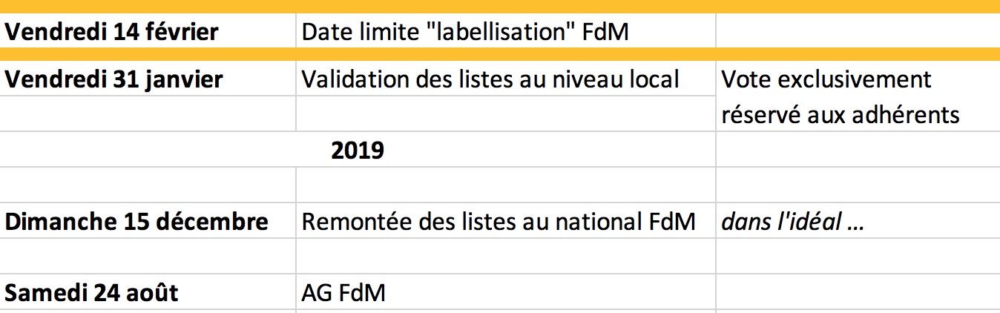 Vendredi 14 février Date limite "labellisation" FdM
Vendredi 31 janvier Validation des listes au niveau local Vote exclusivement
réservé aux adhérents
2019
Dimanche 15 décembre Remontée des listes au national FdM dans l'idéal ...
Samedi 24 août AG FdM